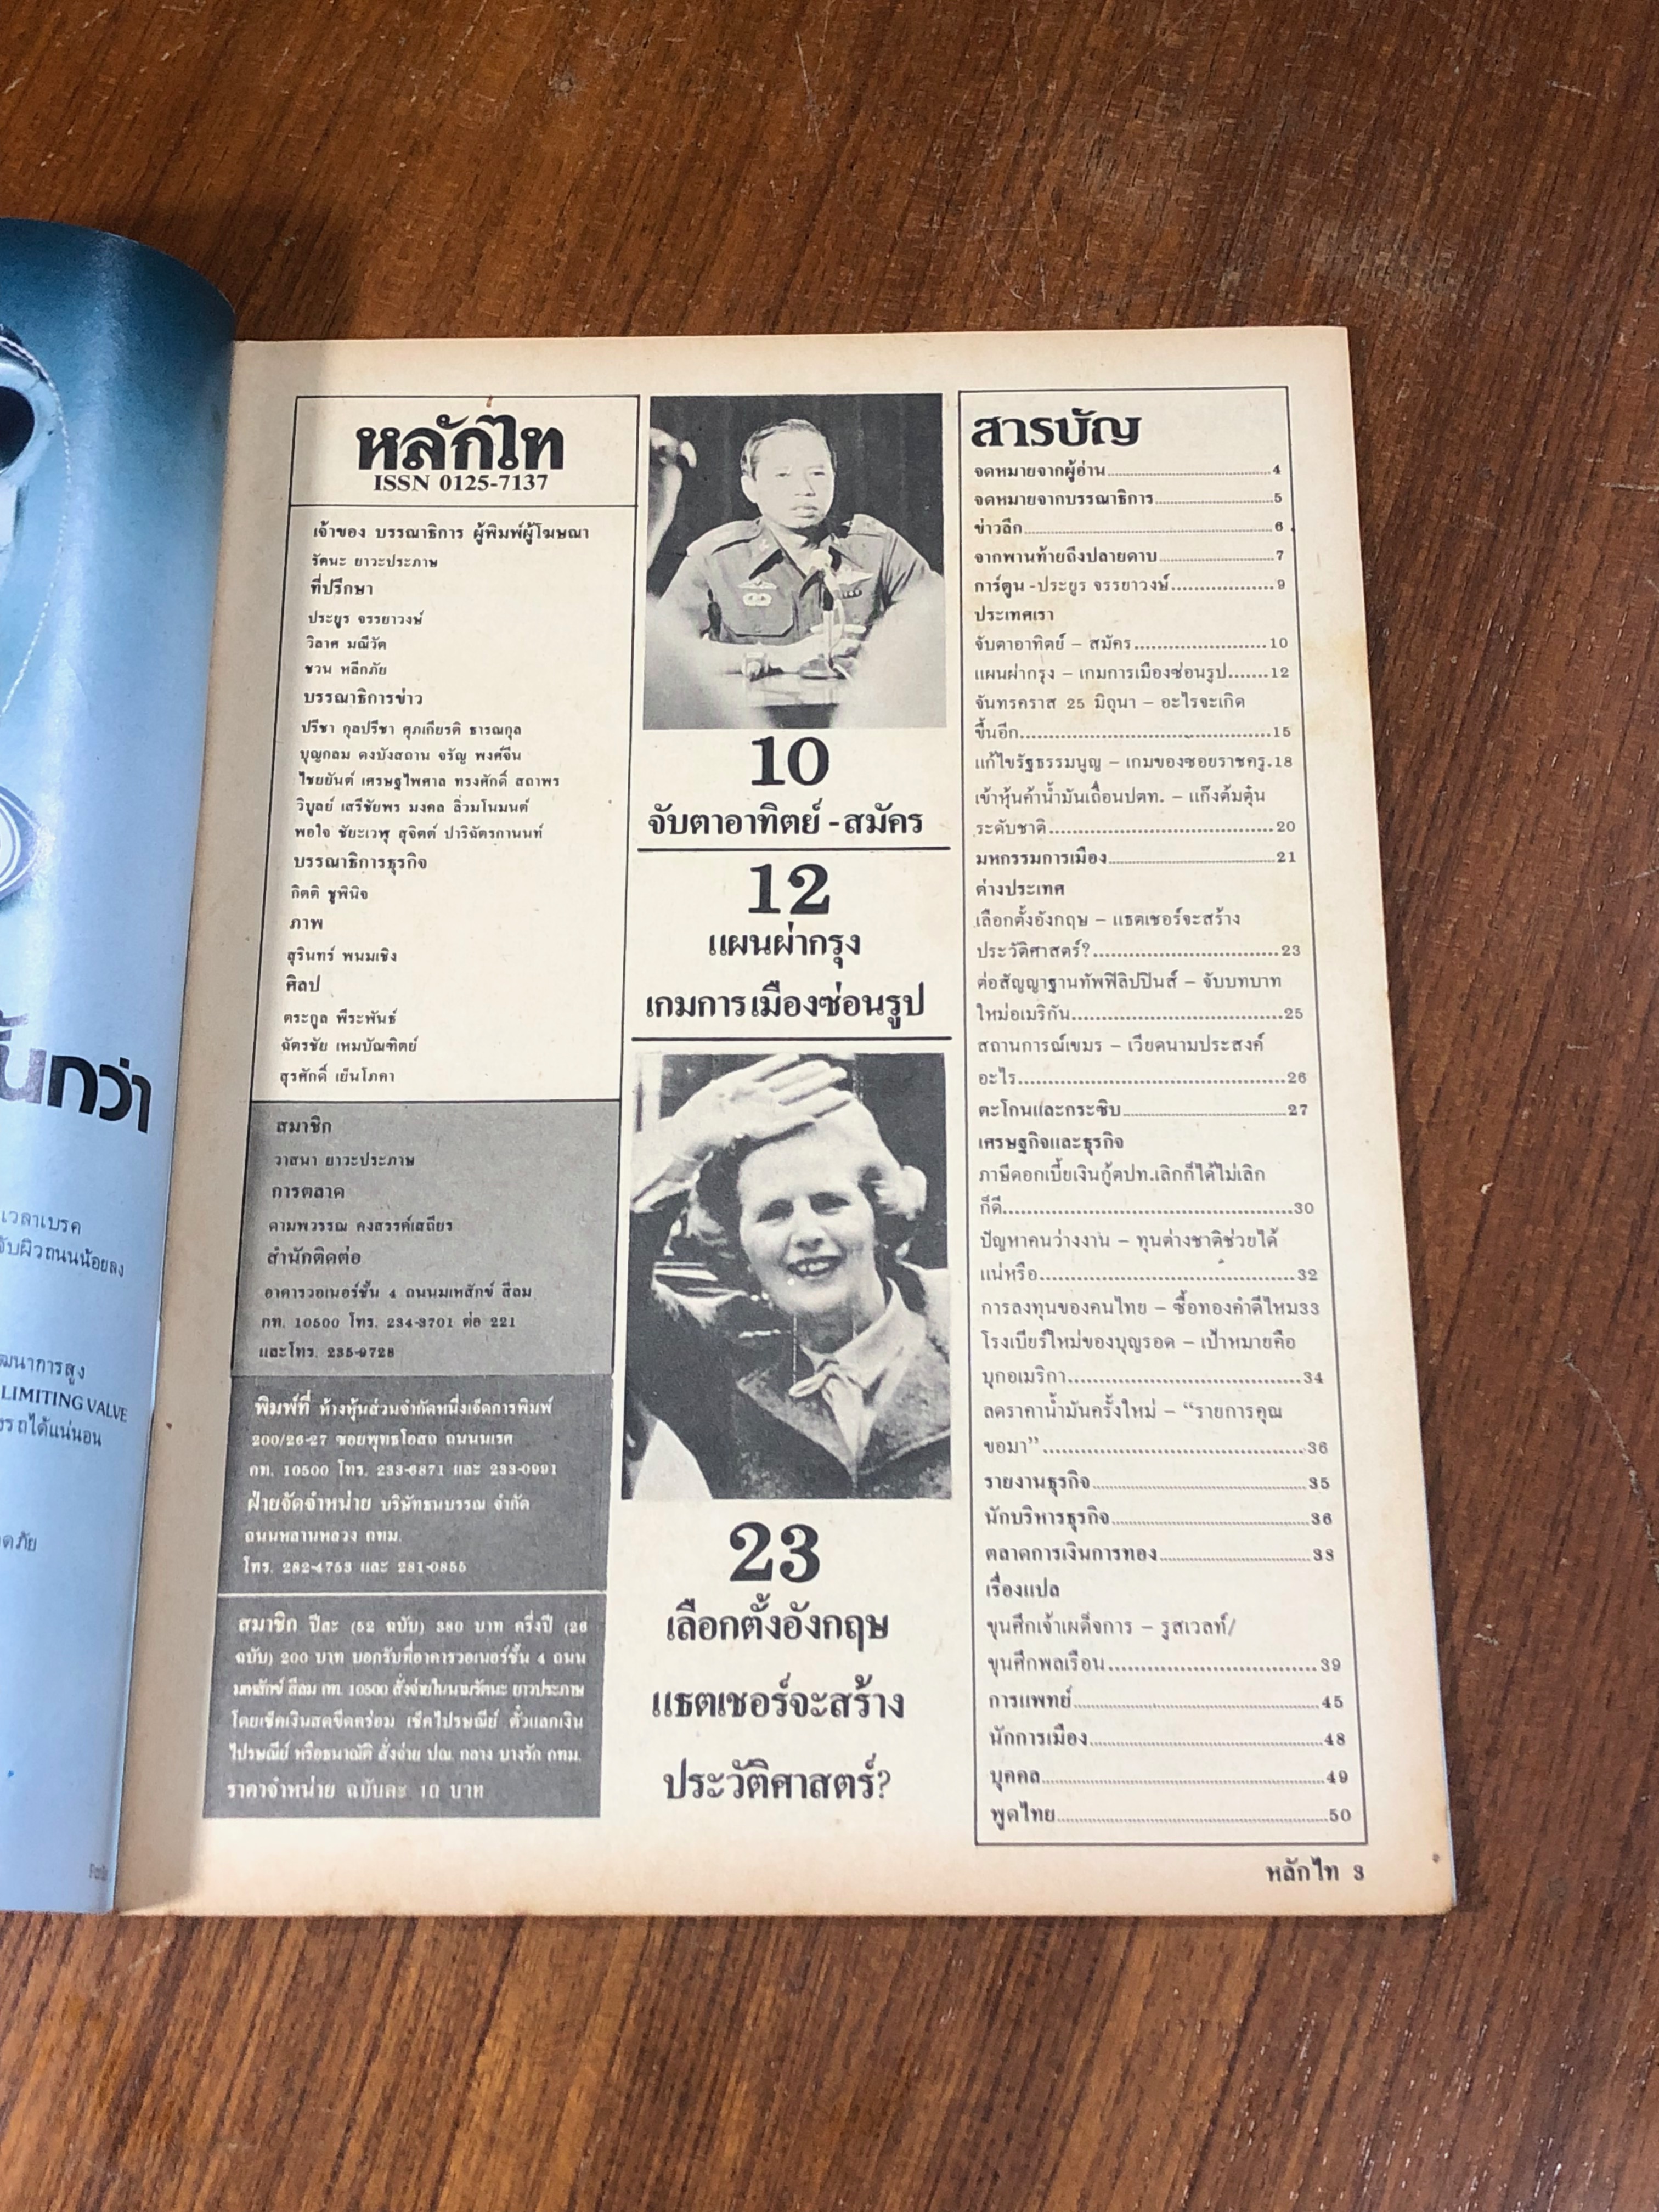 ้นกว่า
เวลาเบรค
จับผิวถนนน้อยลง
ฒนาการสูง
LIMITING VALVE
งรถได้แน่นอน
ดภัย
หลักไท
ISSN 0125-7137
เจ้าของ บรรณาธิการ ผู้พิมพ์ผู้โฆษณา
รัตนะ ยาวะประภาษ
ที่ปรึกษา
ประยูร จรรยาวงษ์
วิลาศ มณีวัต
ชวน หลีกภัย
บรรณาธิการข่าว
ปรีชา กุลปรีชา ศุภเกียรติ ธารณกุล
บุญกลม ดงบังสถาน จรัญ พงศ์จีน
ไชยยันต์ เศรษฐไพศาล ทรงศักดิ์ สถาพร
วิบูลย์ เสรีชัยพร มงคล ลิ่วมโนมนต์
พอใจ ชัยะเวฬุ สุจิตต์ ปาริฉัตรกานนท์
บรรณาธิการธุรกิจ
กิตติ ชูพินิจ
ภาพ
สุรินทร์ พนมเชิง
ศิลป
ตระกูล พีระพันธ์
ฉัตรชัย เหมบัณฑิตย์
สุรศักดิ์ เย็นโภคา
สมาชิก
วาสนา ยาวะประภาษ
การตลาด
ดามพวรรณ คงสวรรค์เสถียร
สำนักติดต่อ
อาคารวอเนอร์ชั้น 4 ถนนมเหสักข์ สีลม
กท. 10500 โทร. 234-3701 ต่อ 221
และโทร. 235-9728
พิมพ์ที่ ห้างหุ้นส่วนจำกัดหนึ่งเจ็ดการพิมพ์
200/26-27 ซอยพุทธโอสถ ถนนนเรศ
กท. 10500 โทร. 233-6871 และ 233-0991
ฝ่ายจัดจำหน่าย บริษัทธนบรรณ จำกัด
ถนนหลานหลวง กทม.
โทร. 282-4753 และ 281-0855
สมาชิก ปีละ (52 ฉบับ) 380 บาท ครึ่งปี (26
ฉบับ) 200 บาท บอกรับที่อาคารวอเนอร์ชั้น 4 ถนน
มหสักข์ สีลม กท. 10500 สั่งจ่ายในนามรัตนะ ยาวประภาษ
โดยเช็คเงินสดขีดคร่อม เช็คไปรษณีย์ ตั๋วแลกเงิน
ไปรษณีย์ หรือธนาณัติ สั่งจ่าย ปณ. กลาง บางรัก กทม.
ราคาจำหน่าย ฉบับละ 10 บาท
10
จับตาอาทิตย์ - สมัคร
12
แผนผ่ากรุง
เกมการเมืองซ่อนรูป
23
เลือกตั้งอังกฤษ
แธตเชอร์จะสร้าง
ประวัติศาสตร์?
สารบัญ
จดหมายจากผู้อ่าน........................4
จดหมายจากบรรณาธิการ........................5
ข่าวลึก........................6
จากพานท้ายถึงปลายดาบ........................7
การ์ตูน - ประยูร จรรยาวงษ์...................9
ประเทศเรา
จับตาอาทิตย์ – สมัคร........................10
แผนผ่ากรุง – เกมการเมืองซ่อนรูป.......12
จันทรคราส 25 มิถุนา – อะไรจะเกิด
ขึ้นอีก........................15
แก้ไขรัฐธรรมนูญ – เกมของซอยราชครู.18
เข้าหุ้นค้าน้ำมันเถื่อนปตท. – แก๊งต้มตุ๋น
ระดับชาติ........................20
มหกรรมการเมือง........................21
ต่างประเทศ
เลือกตั้งอังกฤษ – แธตเชอร์จะสร้าง
ประวัติศาสตร์?........................23
ต่อสัญญาฐานทัพฟิลิปปินส์ – จับบทบาท
ใหม่อเมริกัน........................25
สถานการณ์เขมร – เวียดนามประสงค์
อะไร........................26
ตะโกนและกระซิบ........................27
เศรษฐกิจและธุรกิจ
ภาษีดอกเบี้ยเงินกู้ตปท.เลิกก็ได้ไม่เลิก
ก็ดี........................30
ปัญหาคนว่างงาน – ทุนต่างชาติช่วยได้
แน่หรือ........................32
การลงทุนของคนไทย – ซื้อทองคำดีไหม33
โรงเบียร์ใหม่ของบุญรอด – เป้าหมายคือ
บุกอเมริกา........................34
ลดราคาน้ำมันครั้งใหม่ – “รายการคุณ
ขอมา”........................36
รายงานธุรกิจ........................35
นักบริหารธุรกิจ........................36
ตลาดการเงินการทอง........................38
เรื่องแปล
ขุนศึกเจ้าเผด็จการ – รูสเวลท์/
ขุนศึกพลเรือน........................39
การแพทย์........................45
นักการเมือง........................48
บุคคล........................49
พูดไทย........................50
หลักไท 3